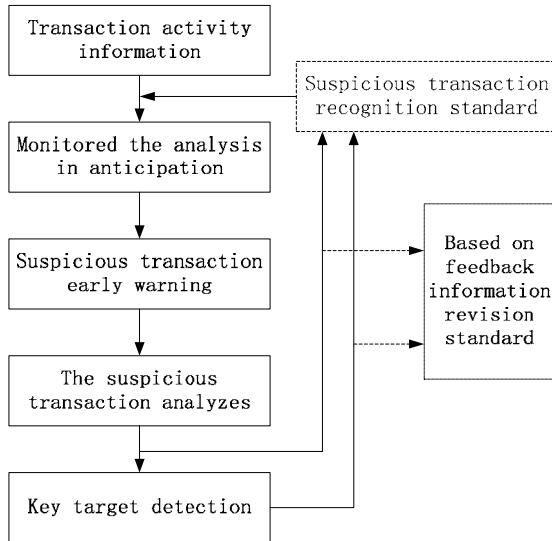 Transaction activity
information
Suspicious transaction
recognition standard
Monitored the analysis
in anticipation
Suspicious transaction
early warning
Based on
feedback
information
revision
standard
The suspicious
transaction analyzes
Key target detection